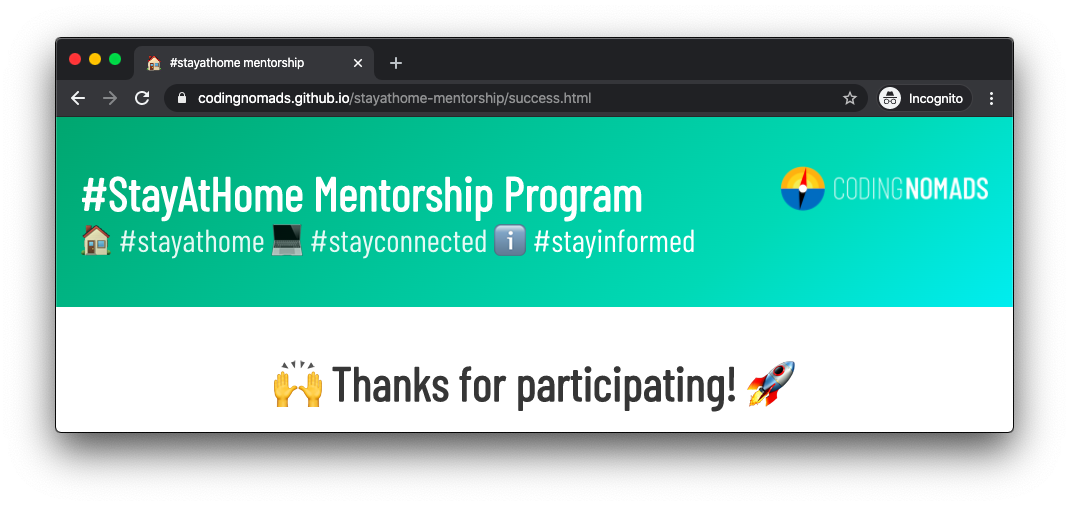 #stayathome mentorship
codingnomads.github.io/stayathome-mentorship/success.html
Incognito
#StayAtHome Mentorship Program
CODINGNOMADS
🏠 #stayathome 💻 #stayconnected ℹ️ #stayinformed
🙌 Thanks for participating! 🚀